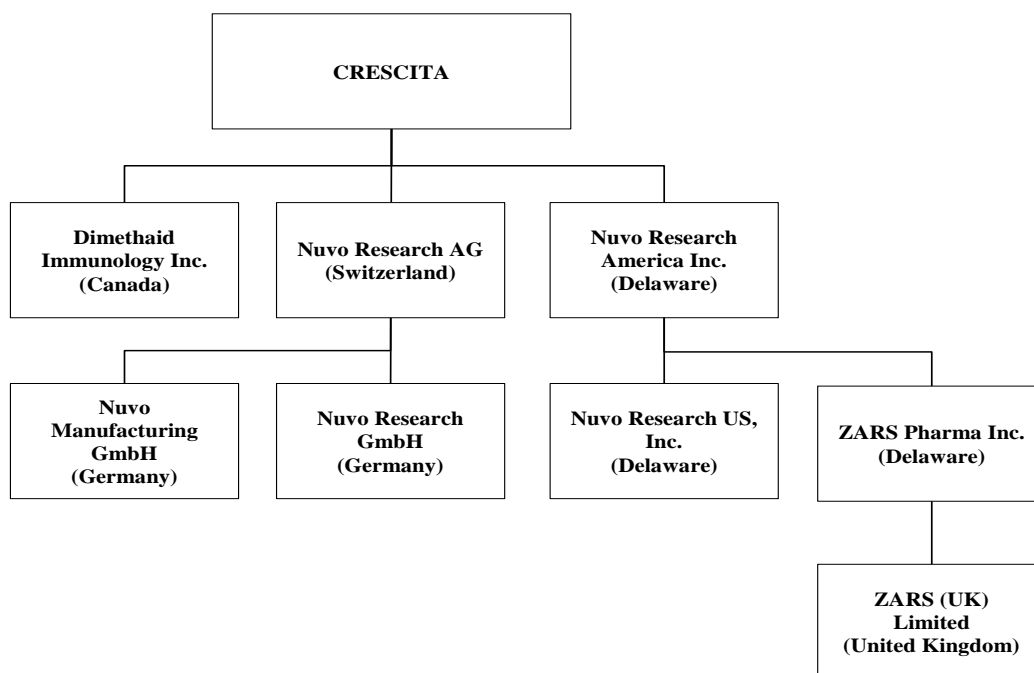 CRESCITA
Dimethaid
Immunology Inc.
(Canada)
Nuvo Research AG
(Switzerland)
Nuvo Research
America Inc.
(Delaware)
Nuvo
Manufacturing
GmbH
(Germany)
Nuvo Research
GmbH
(Germany)
Nuvo Research US,
Inc.
(Delaware)
ZARS Pharma Inc.
(Delaware)
ZARS (UK)
Limited
(United Kingdom)